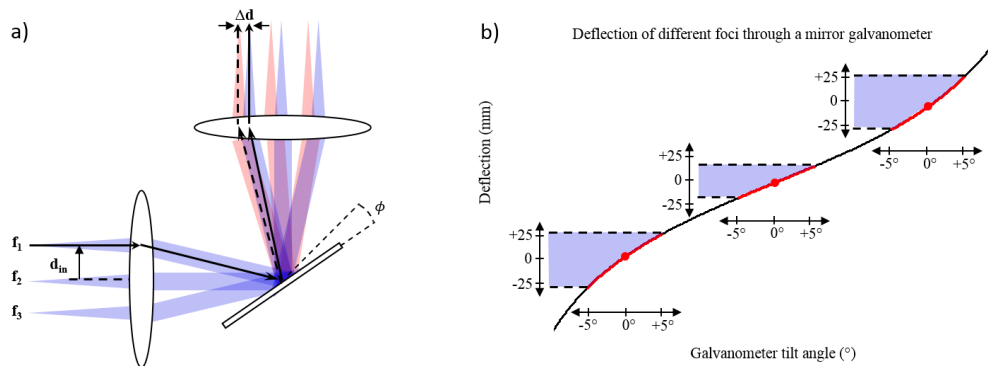 a)
Δd
ϕ
f1
din
f2
f3
b)
Deflection of different foci through a mirror galvanometer
Deflection (mm)
+25
0
-25
-5° 0° +5°
+25
0
-25
-5° 0° +5°
+25
0
-25
-5° 0° +5°
Galvanometer tilt angle (°)